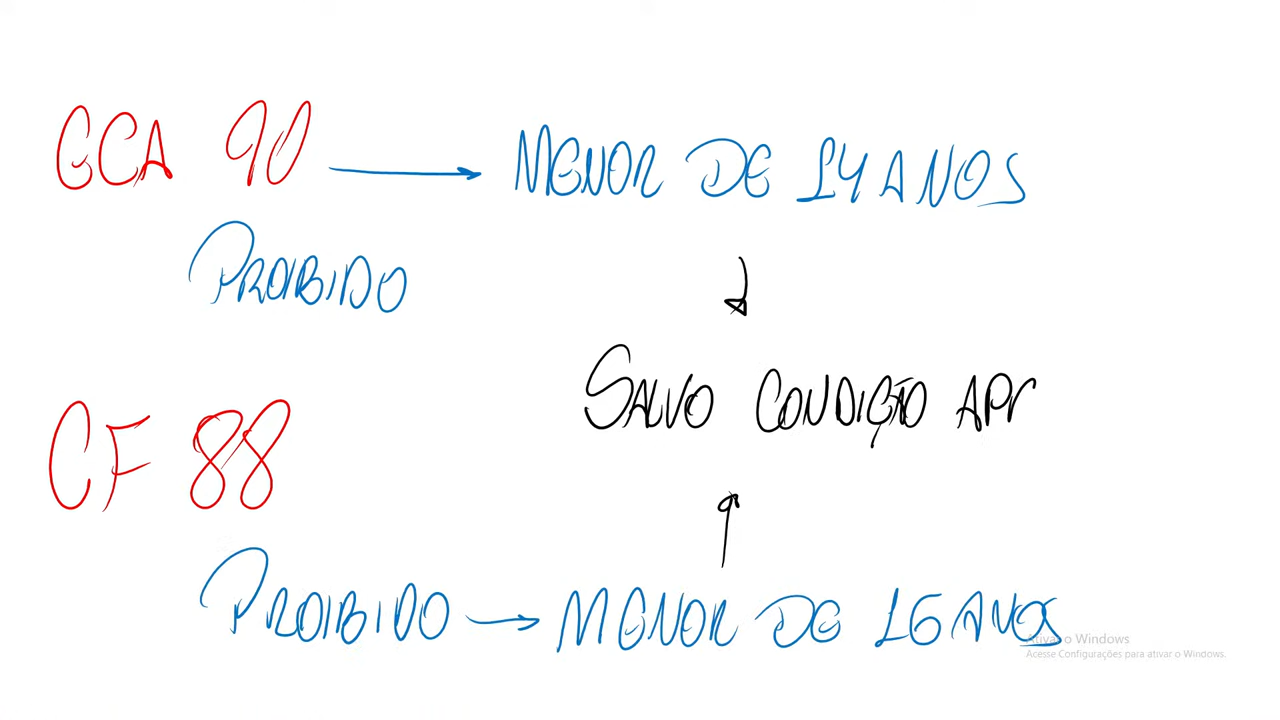 ECA 90 → MENOR DE 14 ANOS
PROIBIDO
SALVO CONDIÇÃO APR
CF 88
PROIBIDO → MENOR DE 16 ANOS
Ativar o Windows
Acesse Configurações para ativar o Windows.